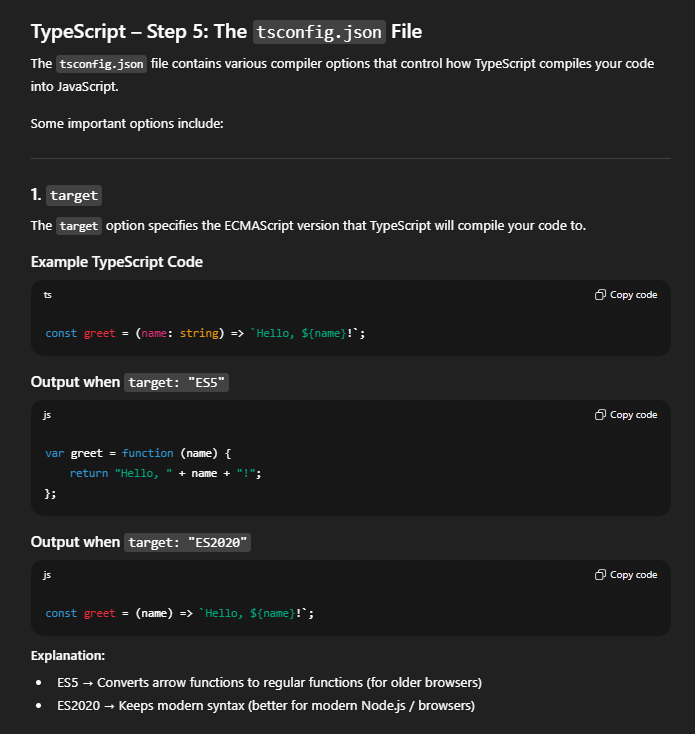 TypeScript – Step 5: The tsconfig.json File
The tsconfig.json file contains various compiler options that control how TypeScript compiles your code
into JavaScript.
Some important options include:
1. target
The target option specifies the ECMAScript version that TypeScript will compile your code to.
Example TypeScript Code
ts Copy code
const greet = (name: string) => `Hello, ${name}!`;
Output when target: "ES5"
js Copy code
var greet = function (name) {
    return "Hello, " + name + "!";
};
Output when target: "ES2020"
js Copy code
const greet = (name) => `Hello, ${name}!`;
Explanation:
• ES5 → Converts arrow functions to regular functions (for older browsers)
• ES2020 → Keeps modern syntax (better for modern Node.js / browsers)